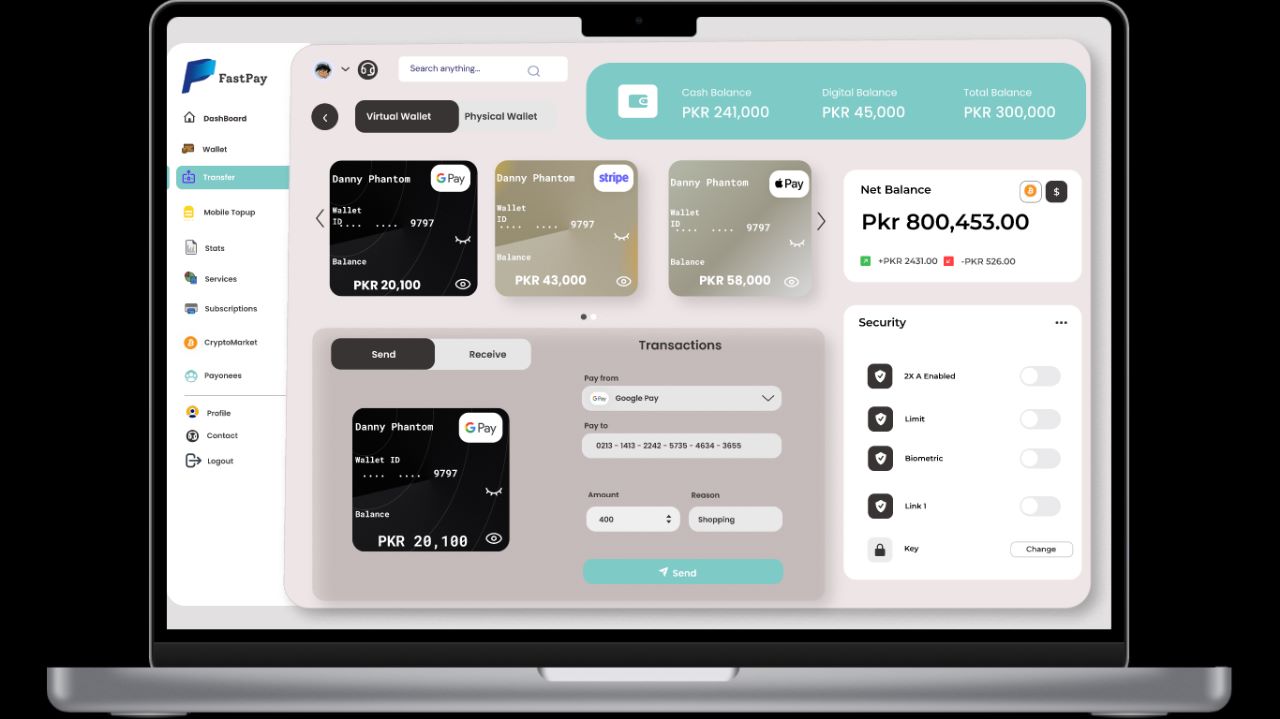 FastPay
DashBoard
Wallet
Transfer
Mobile Topup
Stats
Services
Subscriptions
CryptoMarket
Payonees
Profile
Contact
Logout
Search anything...
Virtual Wallet
Physical Wallet
Cash Balance
PKR 241,000
Digital Balance
PKR 45,000
Total Balance
PKR 300,000
Danny Phantom
G Pay
Wallet
ID
.... .... 9797
Balance
PKR 20,100
Danny Phantom
stripe
Wallet
ID
.... .... 9797
Balance
PKR 43,000
Danny Phantom
Pay
Wallet
ID
.... .... 9797
Balance
PKR 58,000
Net Balance
$
Pkr 800,453.00
+PKR 2431.00
-PKR 526.00
Send
Receive
Danny Phantom
G Pay
Wallet ID
.... .... 9797
Balance
PKR 20,100
Transactions
Pay from
G Pay Google Pay
Pay to
0213 - 1413 - 2242 - 5735 - 4634 - 3655
Amount
Reason
400
Shopping
Send
Security
2X A Enabled
Limit
Biometric
Link 1
Key
Change